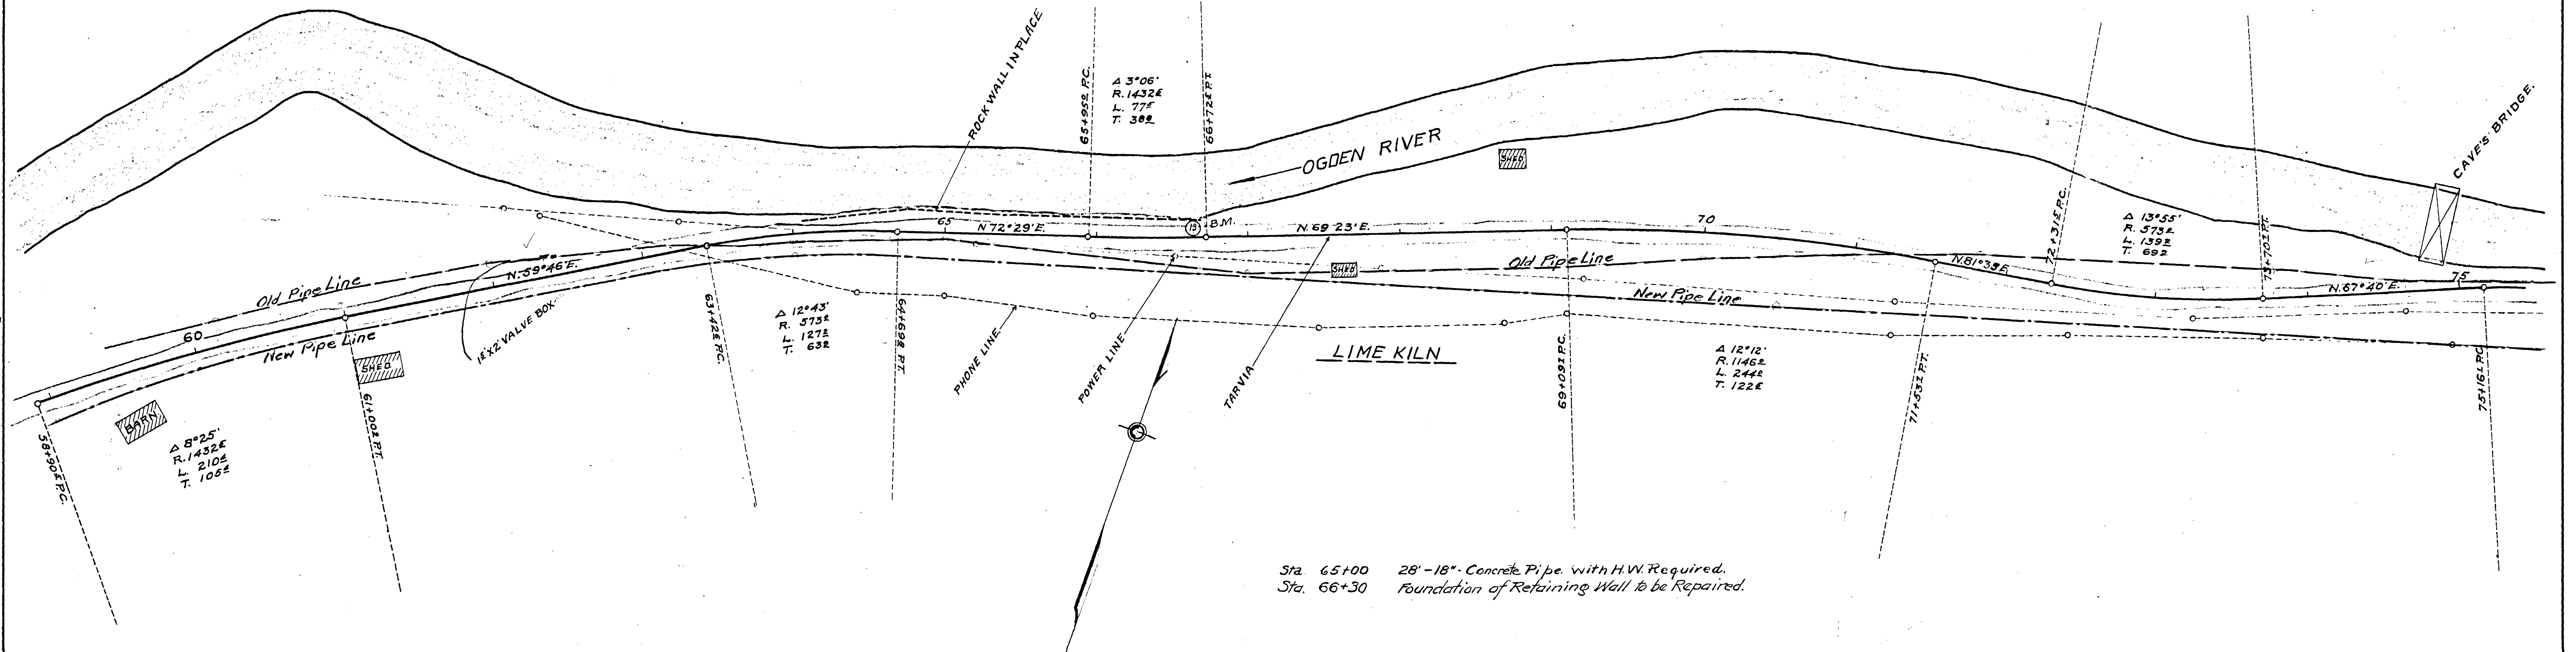 ROCK WALL IN PLACE
65+95º P.C.
Δ 3°06'
R. 1432
L. 77
T. 38
66+72 P.T.
OGDEN RIVER
SHED
CAVE'S BRIDGE.
72+31 P.C.
Δ 13°55'
R. 573
L. 139
T. 69
73+70 P.T.
65
N 72°29'E.
13
B.M.
N. 69°23'E.
70
Old Pipe Line
N. 59°46'E.
SHED
Old Pipe Line
N. 81°35'E
75
N. 67°40'E.
60
New Pipe Line
New Pipe Line
VALVE BOX
SHED
BARN
58+90 P.C.
Δ 8°25'
R. 1432
L. 210
T. 105
61+00 P.T.
63+42 P.C.
Δ 12°43'
R. 573
L. 127
T. 63
64+69 P.T.
PHONE LINE
POWER LINE
TARVIA
LIME KILN
69+09 P.C.
Δ 12°12'
R. 1146
L. 244
T. 122
71+53 P.T.
75+16 P.C.
Sta. 65+00 28'-18"- Concrete Pipe. with H.W. Required.
Sta. 66+30 Foundation of Retaining Wall to be Repaired.